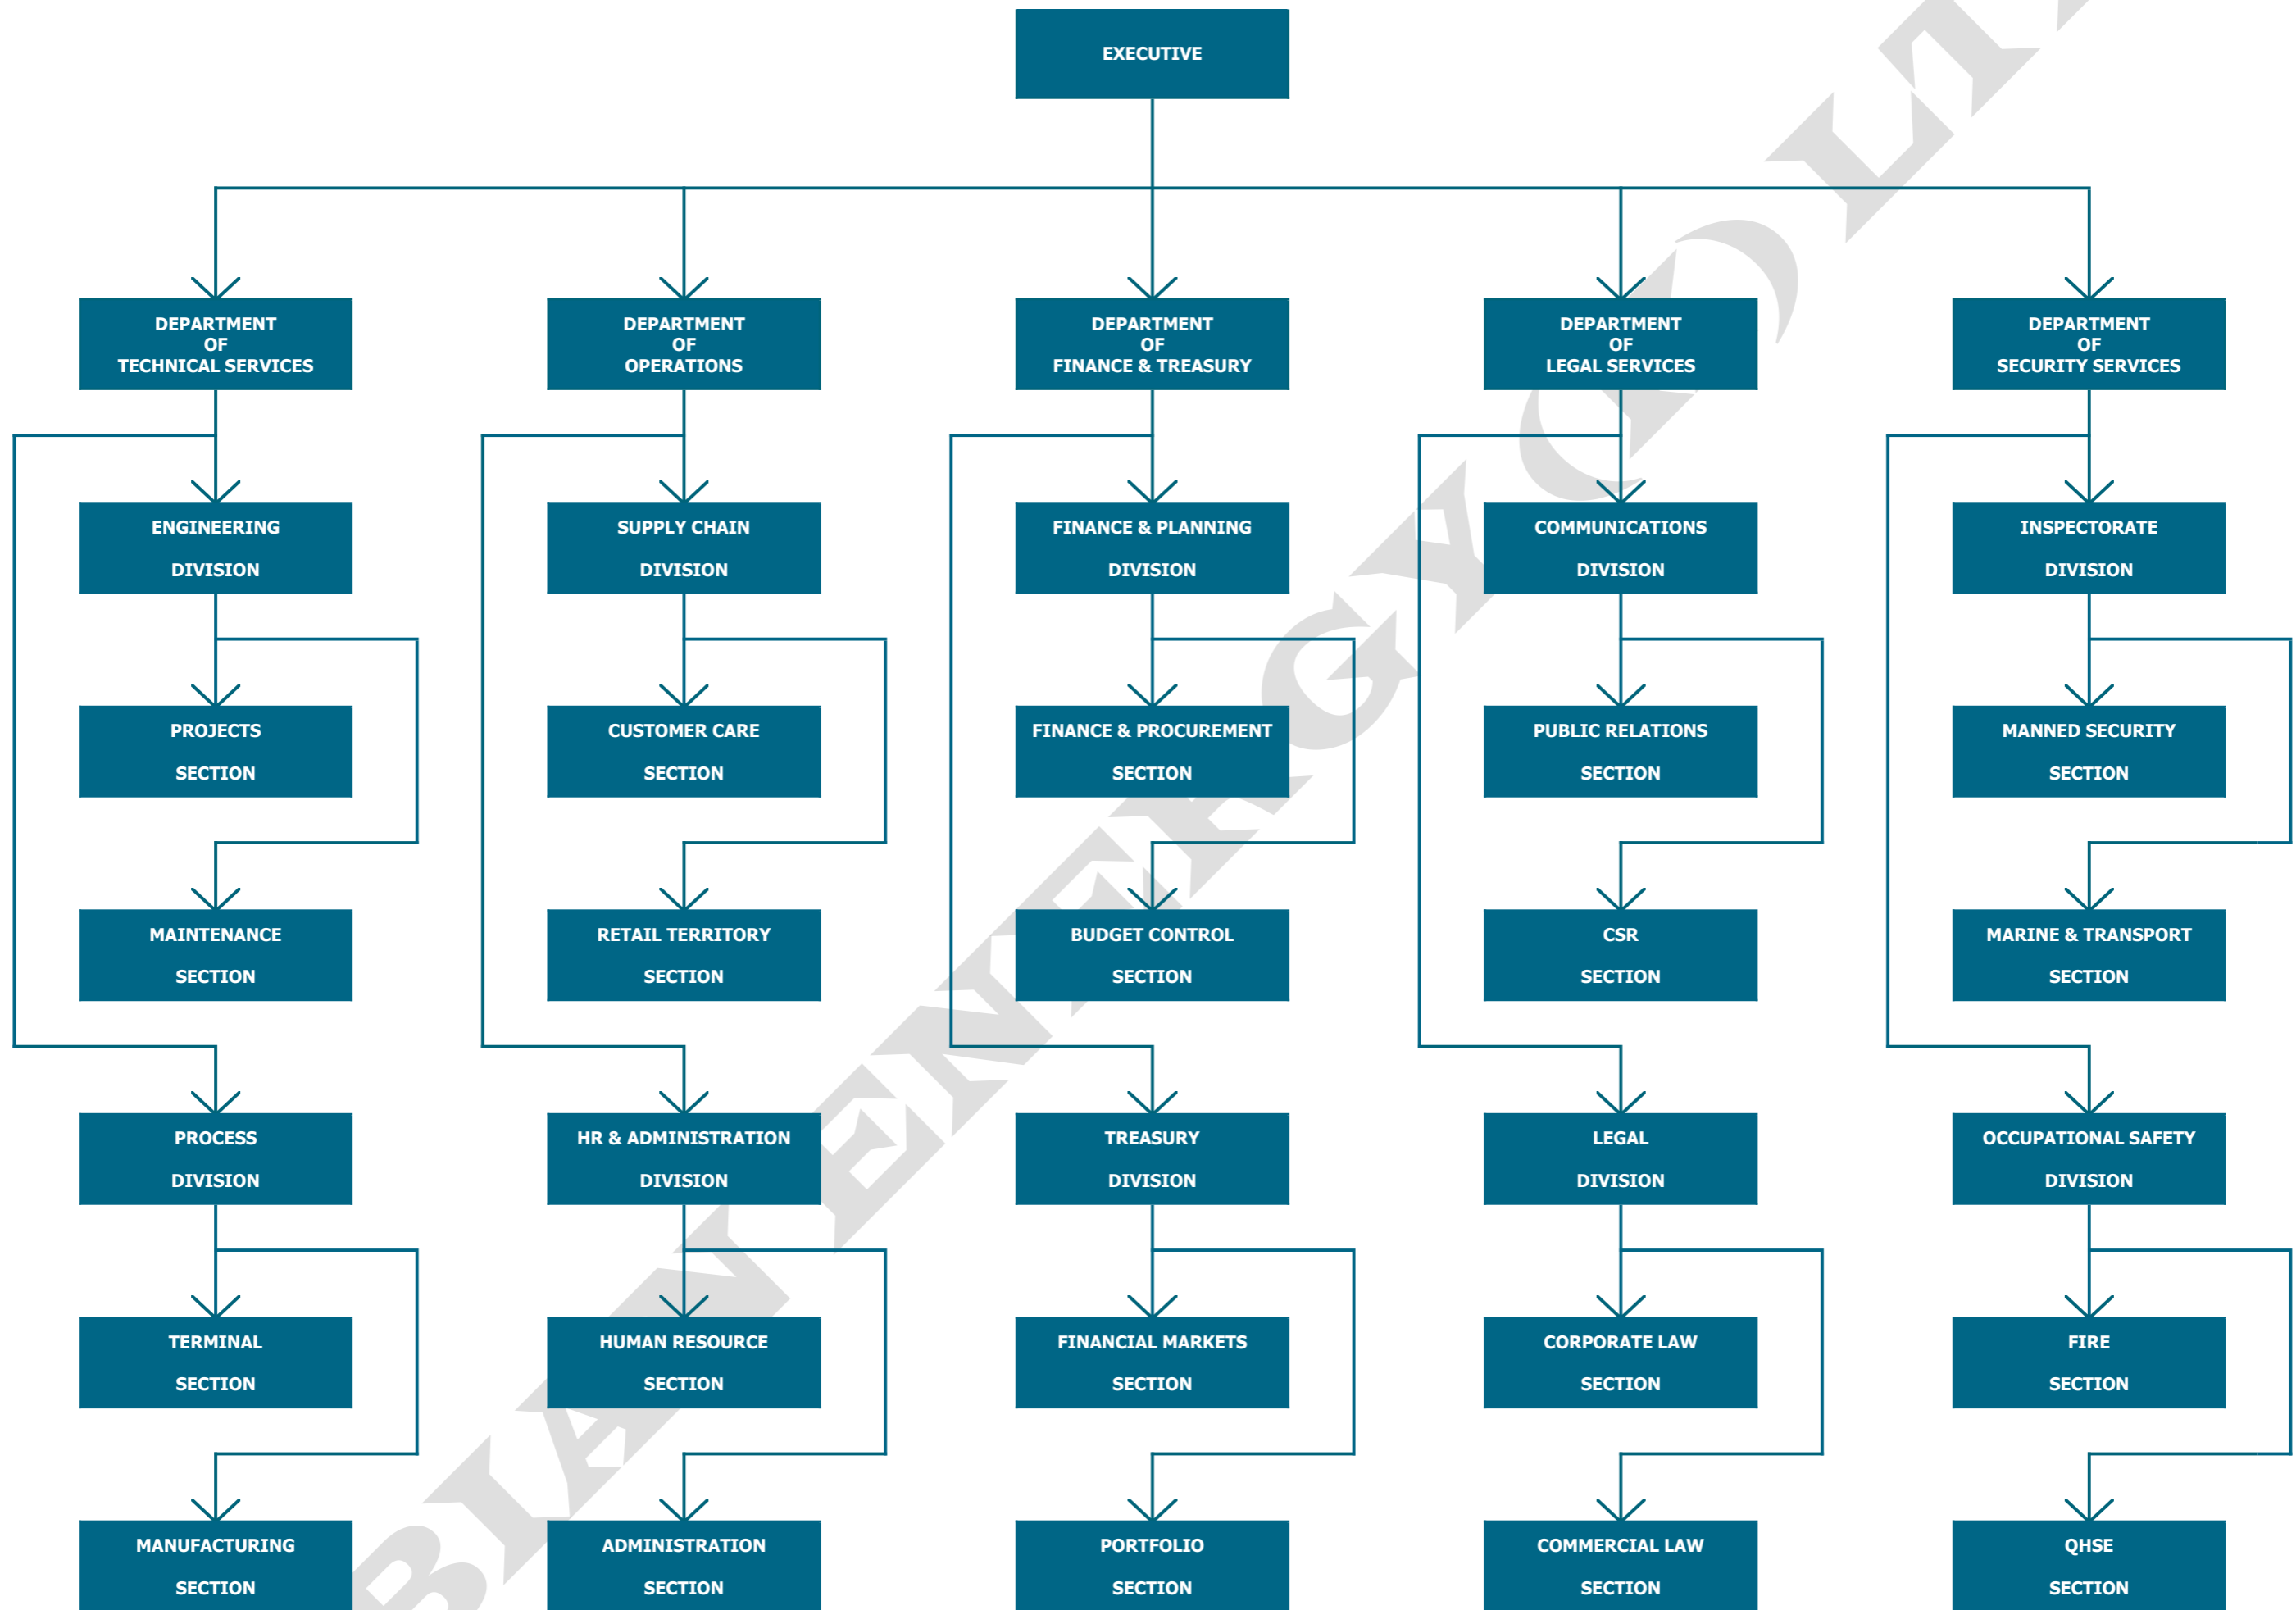 EXECUTIVE
DEPARTMENT
OF
TECHNICAL SERVICES
DEPARTMENT
OF
OPERATIONS
DEPARTMENT
OF
FINANCE & TREASURY
DEPARTMENT
OF
LEGAL SERVICES
DEPARTMENT
OF
SECURITY SERVICES
ENGINEERING
DIVISION
SUPPLY CHAIN
DIVISION
FINANCE & PLANNING
DIVISION
COMMUNICATIONS
DIVISION
INSPECTORATE
DIVISION
PROJECTS
SECTION
CUSTOMER CARE
SECTION
FINANCE & PROCUREMENT
SECTION
PUBLIC RELATIONS
SECTION
MANNED SECURITY
SECTION
MAINTENANCE
SECTION
RETAIL TERRITORY
SECTION
BUDGET CONTROL
SECTION
CSR
SECTION
MARINE & TRANSPORT
SECTION
PROCESS
DIVISION
HR & ADMINISTRATION
DIVISION
TREASURY
DIVISION
LEGAL
DIVISION
OCCUPATIONAL SAFETY
DIVISION
TERMINAL
SECTION
HUMAN RESOURCE
SECTION
FINANCIAL MARKETS
SECTION
CORPORATE LAW
SECTION
FIRE
SECTION
MANUFACTURING
SECTION
ADMINISTRATION
SECTION
PORTFOLIO
SECTION
COMMERCIAL LAW
SECTION
QHSE
SECTION
BIAN ENERGY (K) LT